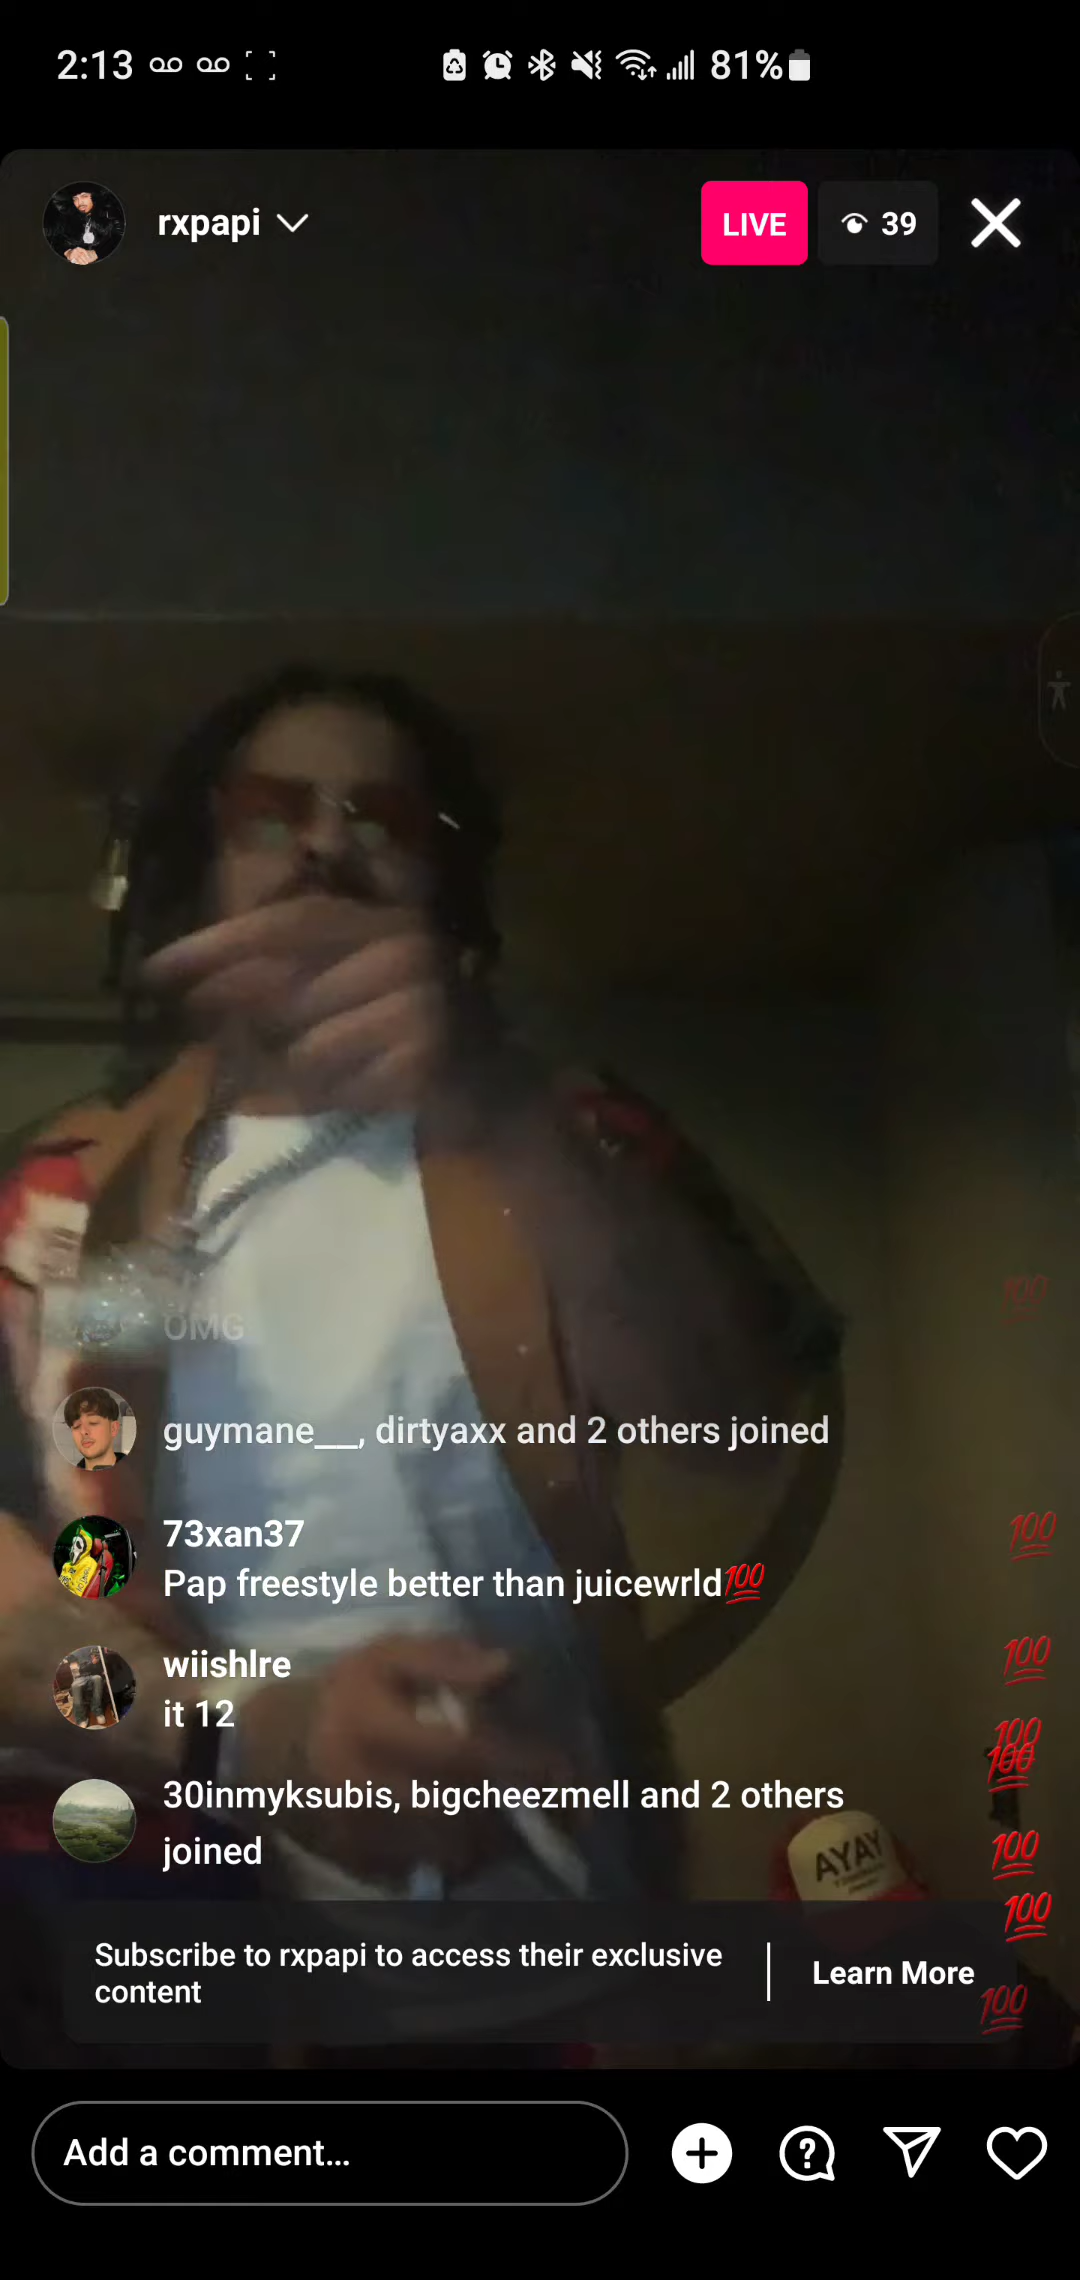 2:13
81%
rxpapi
LIVE
39
OMG
guymane__, dirtyaxx and 2 others joined
73xan37
Pap freestyle better than juicewrld💯
wiishlre
it 12
30inmyksubis, bigcheezmell and 2 others
joined
AYAY
Subscribe to rxpapi to access their exclusive
content
Learn More
Add a comment...